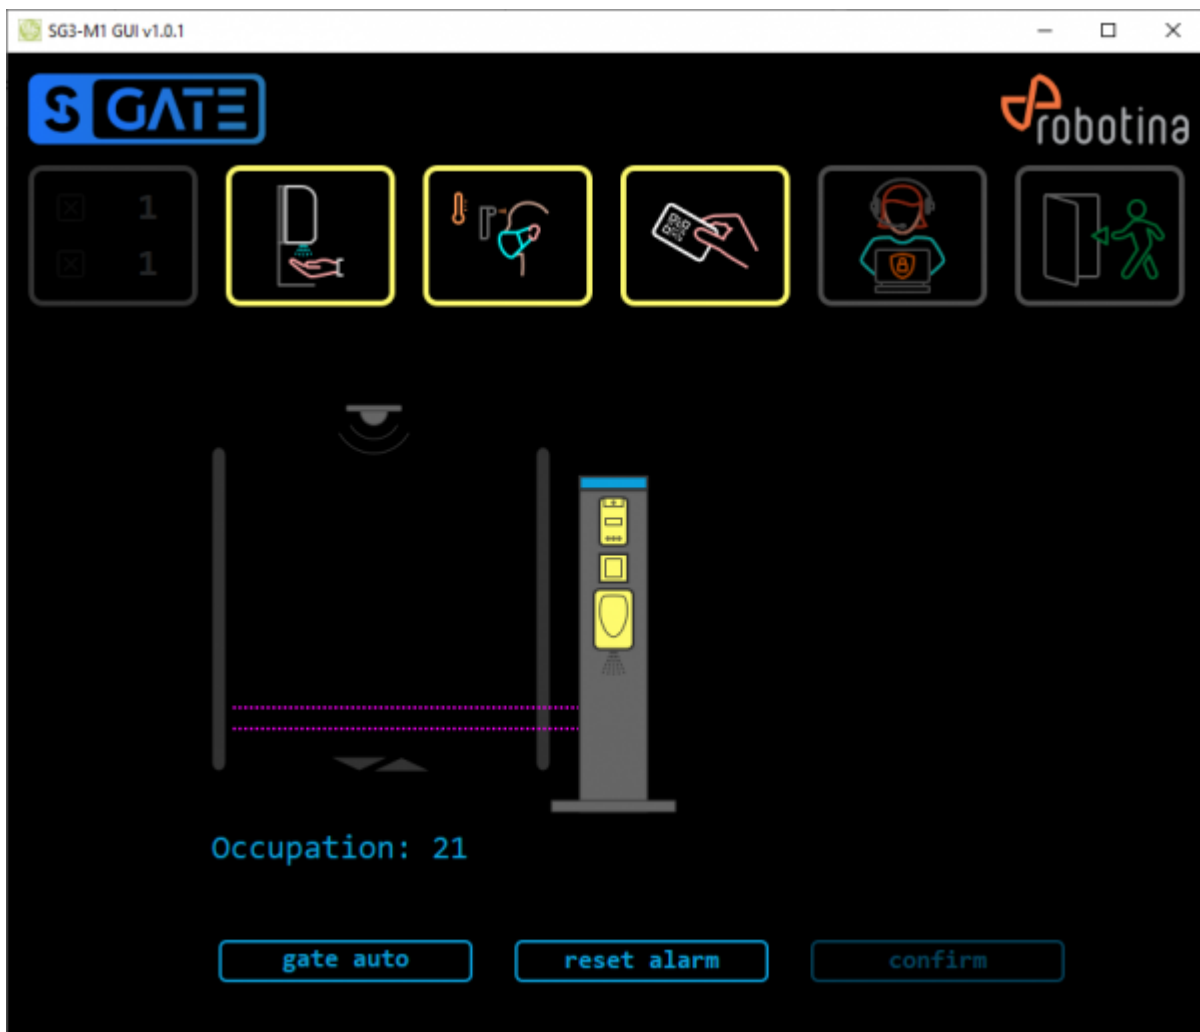 SG3-M1 GUI v1.0.1
S GATE
robotina
1
1
Occupation: 21
gate auto
reset alarm
confirm